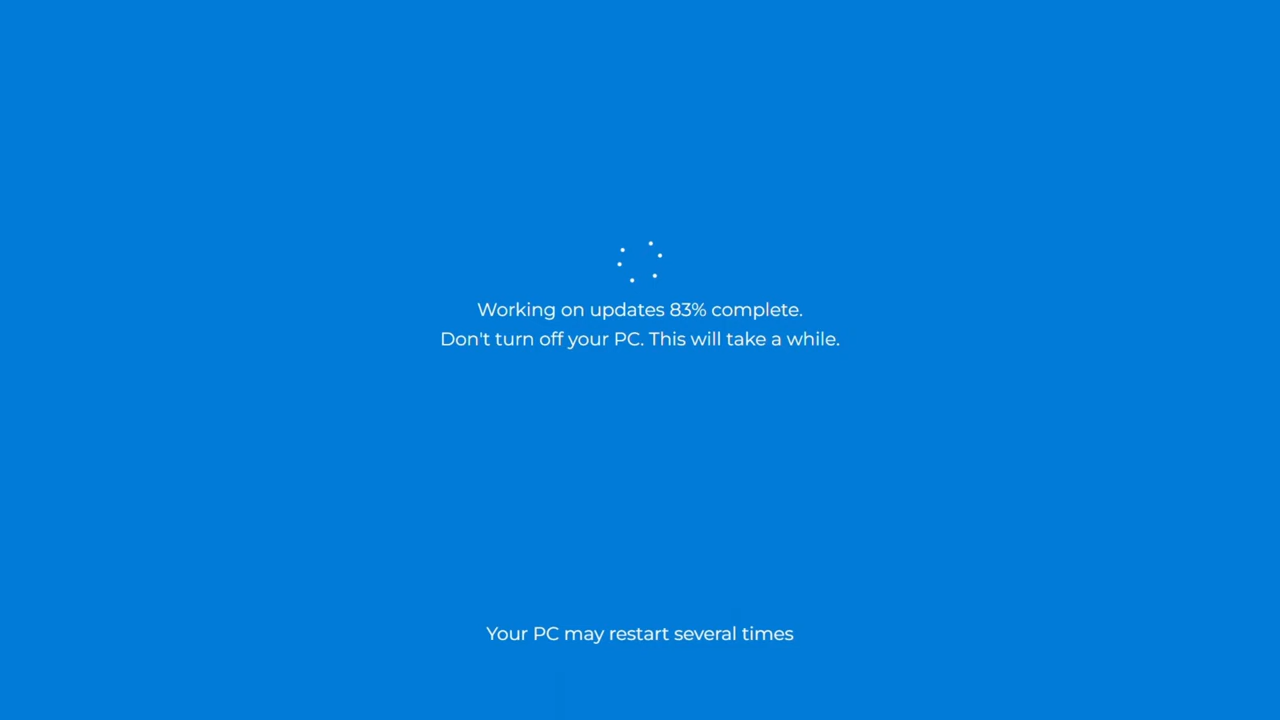 Working on updates 83% complete.
Don't turn off your PC. This will take a while.
Your PC may restart several times